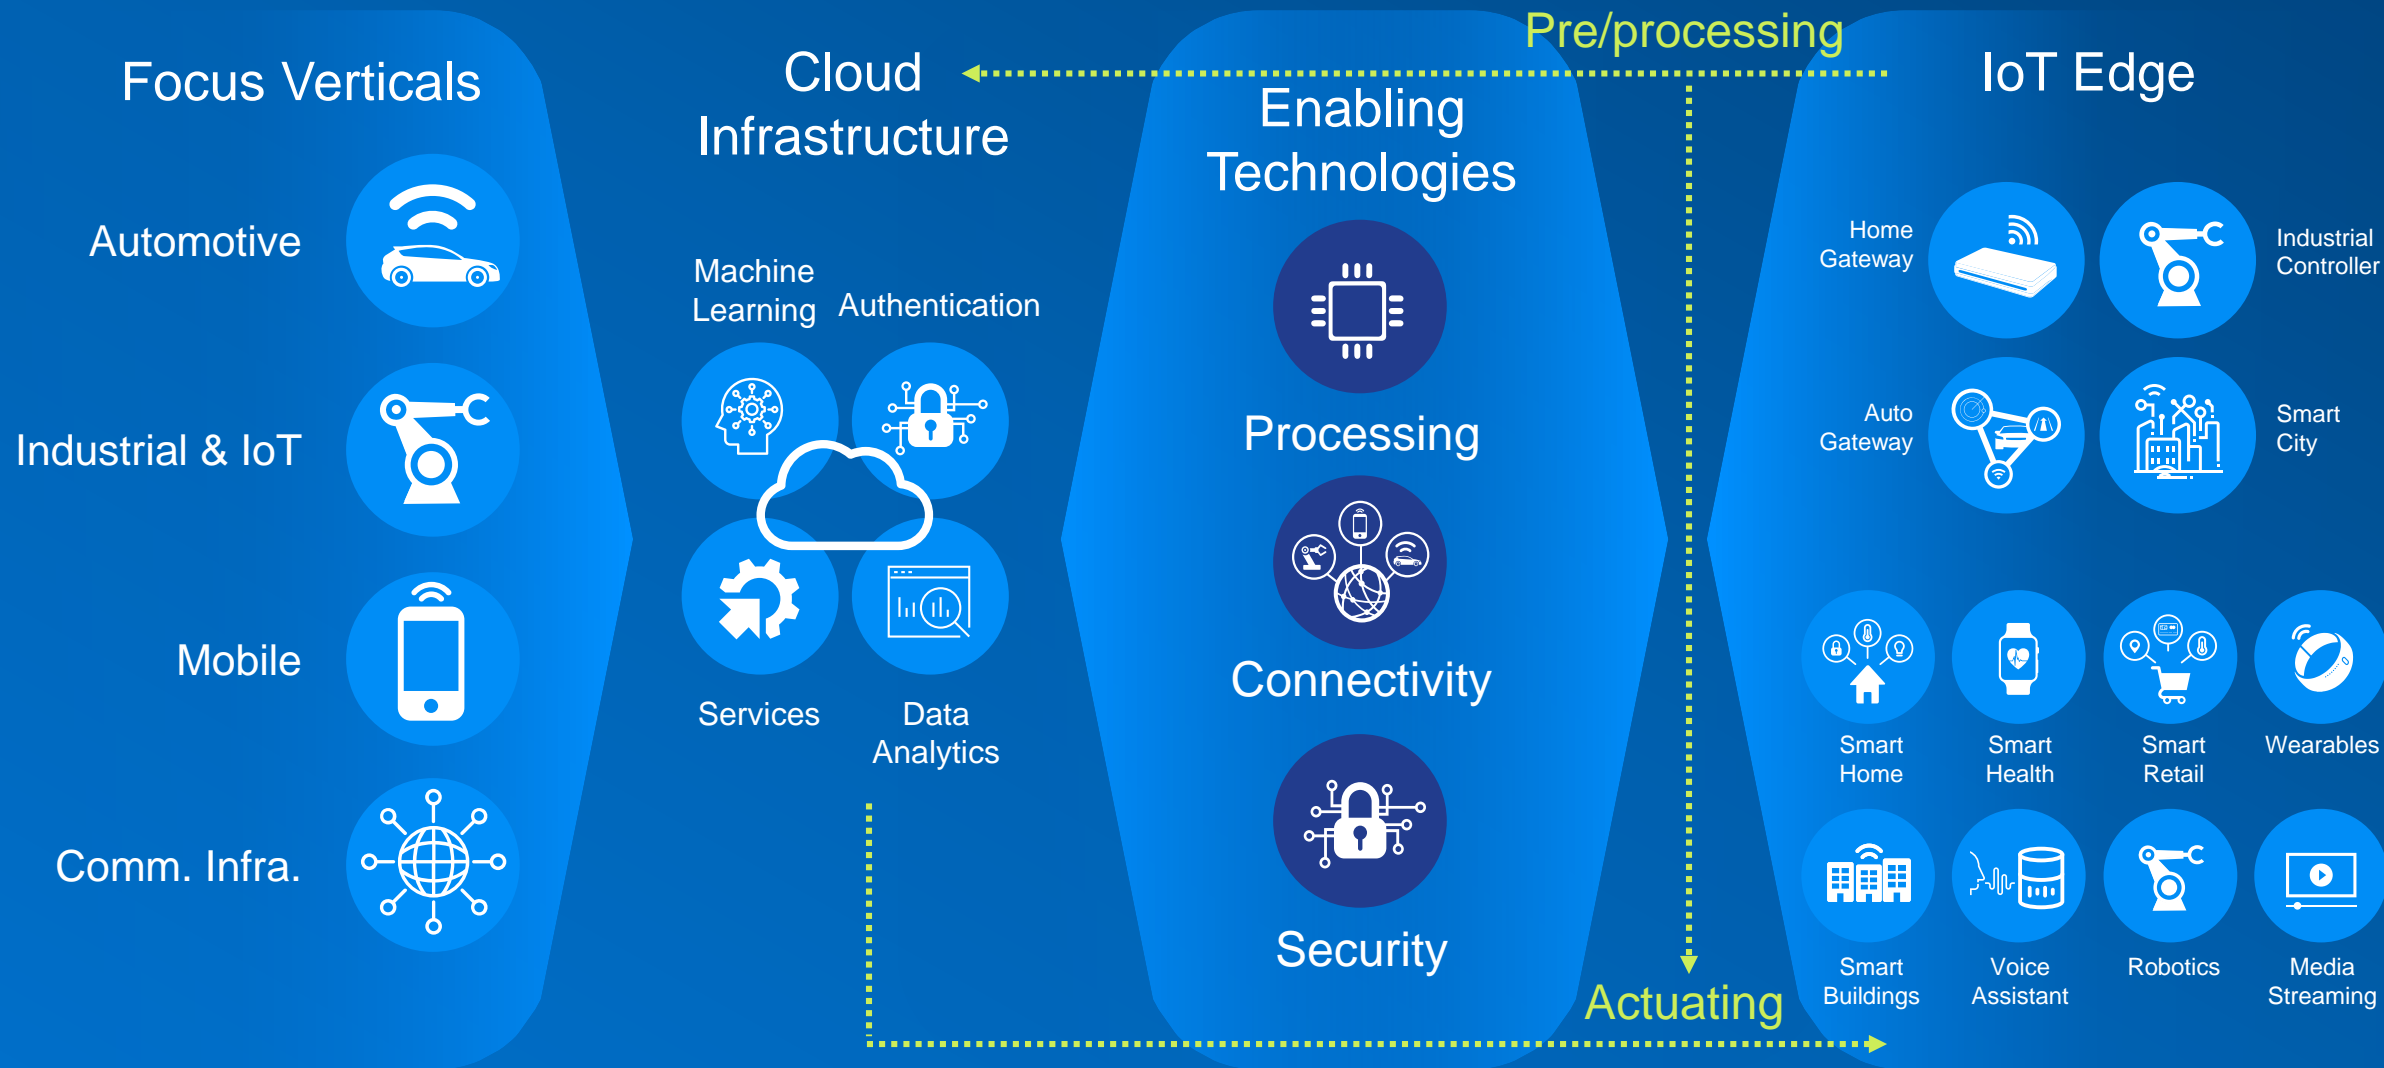 Focus Verticals
Automotive
Industrial & IoT
Mobile
Comm. Infra.
Cloud
Infrastructure
Machine
Learning
Authentication
Services
Data
Analytics
Pre/processing
Enabling
Technologies
Processing
Connectivity
Security
Actuating
IoT Edge
Home
Gateway
Industrial
Controller
Auto
Gateway
Smart
City
Smart
Home
Smart
Health
Smart
Retail
Wearables
Smart
Buildings
Voice
Assistant
Robotics
Media
Streaming